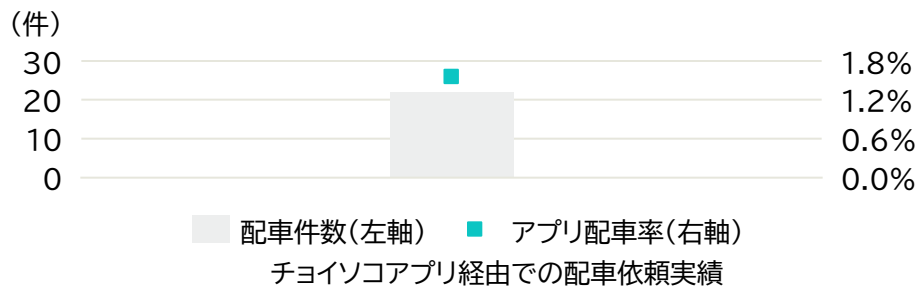 （件）
30 1.8%
20 1.2%
10 0.6%
0 0.0%
配車件数（左軸） アプリ配車率（右軸）
チョイソコアプリ経由での配車依頼実績